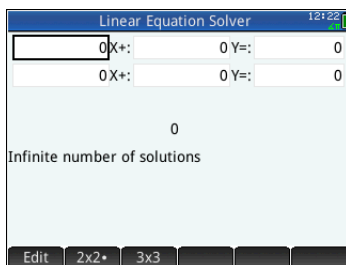 Linear Equation Solver 12:22 ∠π
0 X+: 0 Y=: 0
0 X+: 0 Y=: 0
0
Infinite number of solutions
Edit 2x2• 3x3